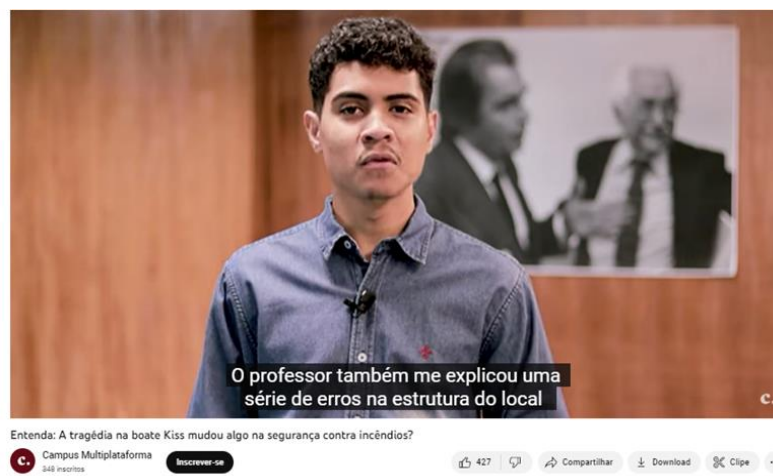 O professor também me explicou uma
série de erros na estrutura do local
c.
Entenda: A tragédia na boate Kiss mudou algo na segurança contra incêndios?
c.
Campus Multiplataforma
348 inscritos
Inscrever-se
427
Compartilhar
Download
Clipe